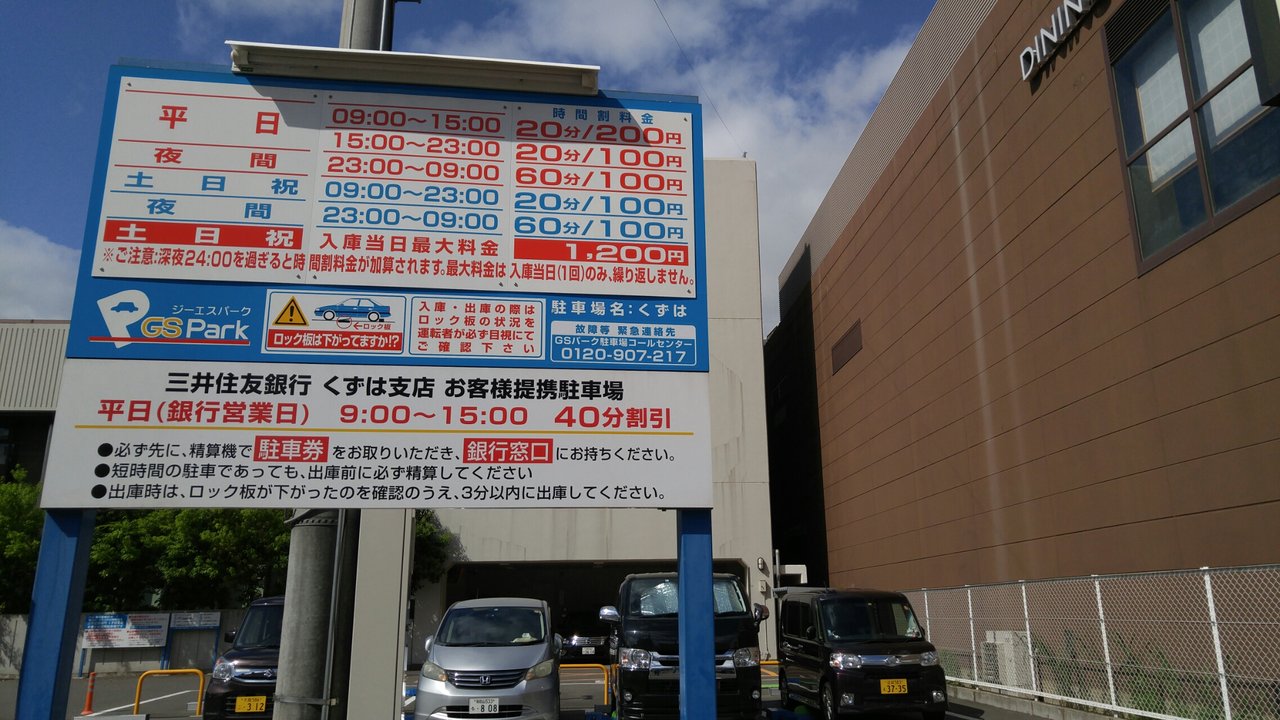 DININ
時間割料金
平日 09:00〜15:00 20分/200円
15:00〜23:00 20分/100円
夜間 23:00〜09:00 60分/100円
土日祝 09:00〜23:00 20分/100円
夜間 23:00〜09:00 60分/100円
土日祝 入庫当日最大料金 1,200円
※ご注意:深夜24:00を過ぎると時間割料金が加算されます。最大料金は入庫当日(1回)のみ、繰り返しません。
ジーエスパーク
GS Park
ロック板
ロック板は下がってますか!?
入庫・出庫の際は
ロック板の状況を
運転者が必ず目視にて
ご確認下さい
駐車場名:くずは
故障等 緊急連絡先
GSパーク駐車場コールセンター
0120-907-217
三井住友銀行 くずは支店 お客様提携駐車場
平日(銀行営業日) 9:00〜15:00 40分割引
●必ず先に、精算機で 駐車券 をお取りいただき、銀行窓口 にお持ちください。
●短時間の駐車であっても、出庫前に必ず精算してください
●出庫時は、ロック板が下がったのを確認のうえ、3分以内に出庫してください。
312
808
37-35